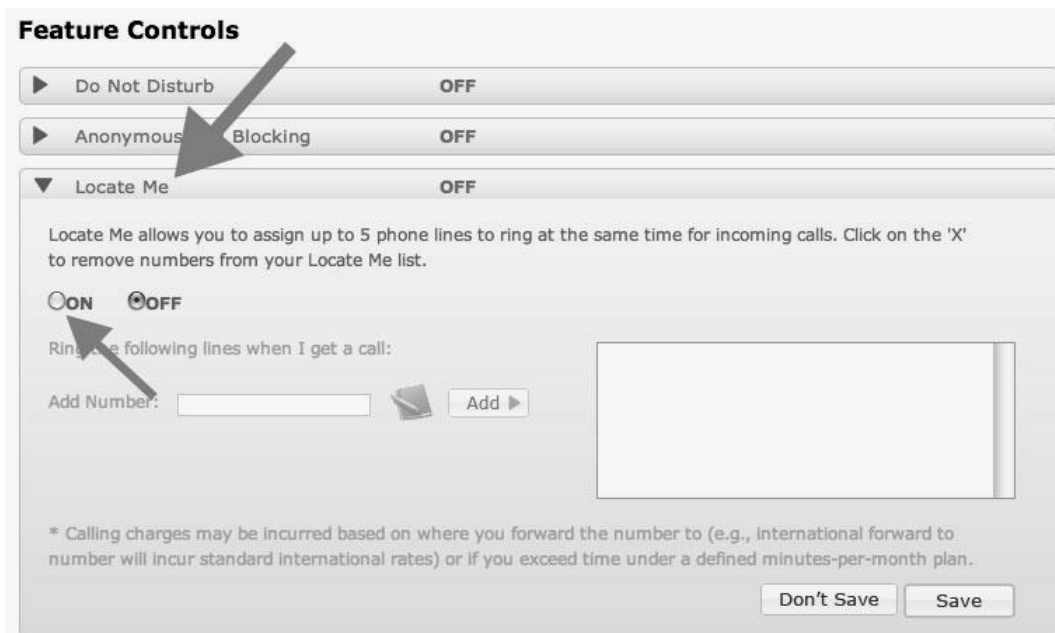 Feature Controls
Do Not Disturb OFF
Anonymous Blocking OFF
Locate Me OFF
Locate Me allows you to assign up to 5 phone lines to ring at the same time for incoming calls. Click on the 'X'
to remove numbers from your Locate Me list.
ON OFF
Ring the following lines when I get a call:
Add Number: Add
* Calling charges may be incurred based on where you forward the number to (e.g., international forward to
number will incur standard international rates) or if you exceed time under a defined minutes-per-month plan.
Don't Save Save